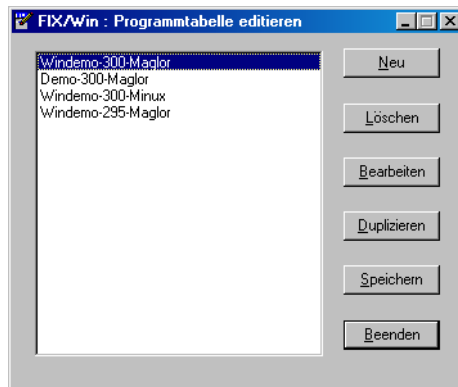 FIX/Win : Programmtabelle editieren
Windemo-300-Maglor
Demo-300-Maglor
Windemo-300-Minux
Windemo-295-Maglor
Neu
Löschen
Bearbeiten
Duplizieren
Speichern
Beenden